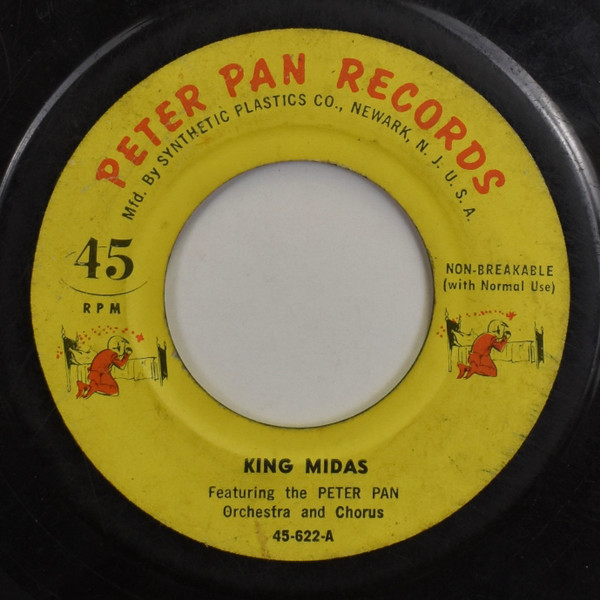 PETER PAN RECORDS
Mfd. By SYNTHETIC PLASTICS CO., NEWARK, N. J. U. S. A.
45
RPM
NON-BREAKABLE
(with Normal Use)
KING MIDAS
Featuring the PETER PAN
Orchestra and Chorus
45-622-A